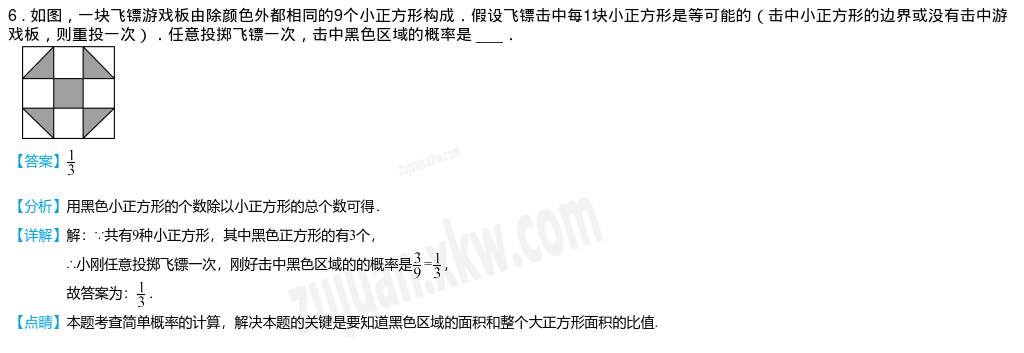 6．如图，一块飞镖游戏板由除颜色外都相同的9个小正方形构成．假设飞镖击中每1块小正方形是等可能的（击中小正方形的边界或没有击中游
戏板，则重投一次）．任意投掷飞镖一次，击中黑色区域的概率是 ___．
【答案】1/3
【分析】用黑色小正方形的个数除以小正方形的总个数可得．
【详解】解：∵共有9种小正方形，其中黑色正方形的有3个，
∴小刚任意投掷飞镖一次，刚好击中黑色区域的的概率是3/9=1/3，
故答案为：1/3．
【点睛】本题考查简单概率的计算，解决本题的关键是要知道黑色区域的面积和整个大正方形面积的比值.
zujuan.xkw.com
zujuan.xkw.com